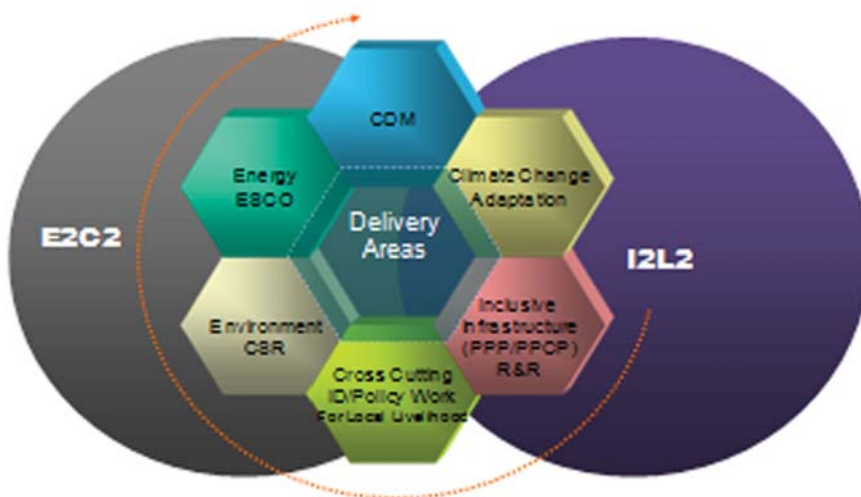 CDM
Energy
ESCO
Climate Change
Adaptation
Delivery
Areas
E2C2
I2L2
Environment
CSR
Inclusive
Infrastructure
(PPP/PPCP)
R&R
Cross Cutting
ID/Policy Work
For Local Livelihood